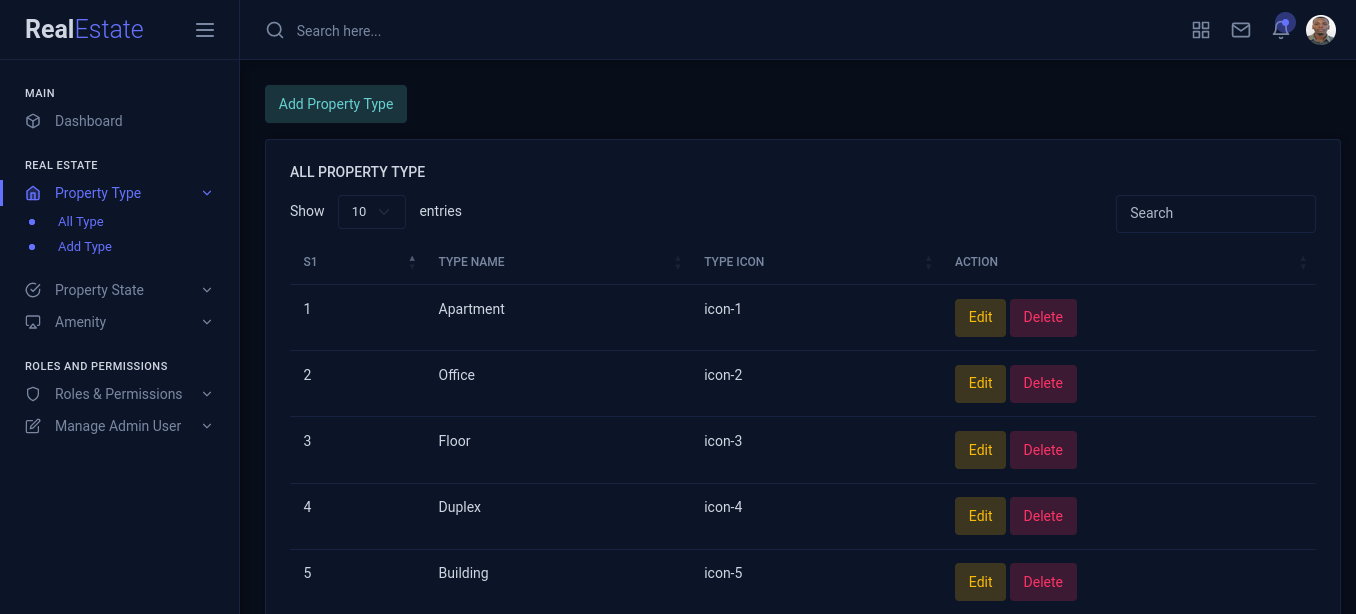 RealEstate
Search here...
MAIN
Dashboard
REAL ESTATE
Property Type
All Type
Add Type
Property State
Amenity
ROLES AND PERMISSIONS
Roles & Permissions
Manage Admin User
Add Property Type
ALL PROPERTY TYPE
Show 10 entries
Search
S1 TYPE NAME TYPE ICON ACTION
1 Apartment icon-1 Edit Delete
2 Office icon-2 Edit Delete
3 Floor icon-3 Edit Delete
4 Duplex icon-4 Edit Delete
5 Building icon-5 Edit Delete